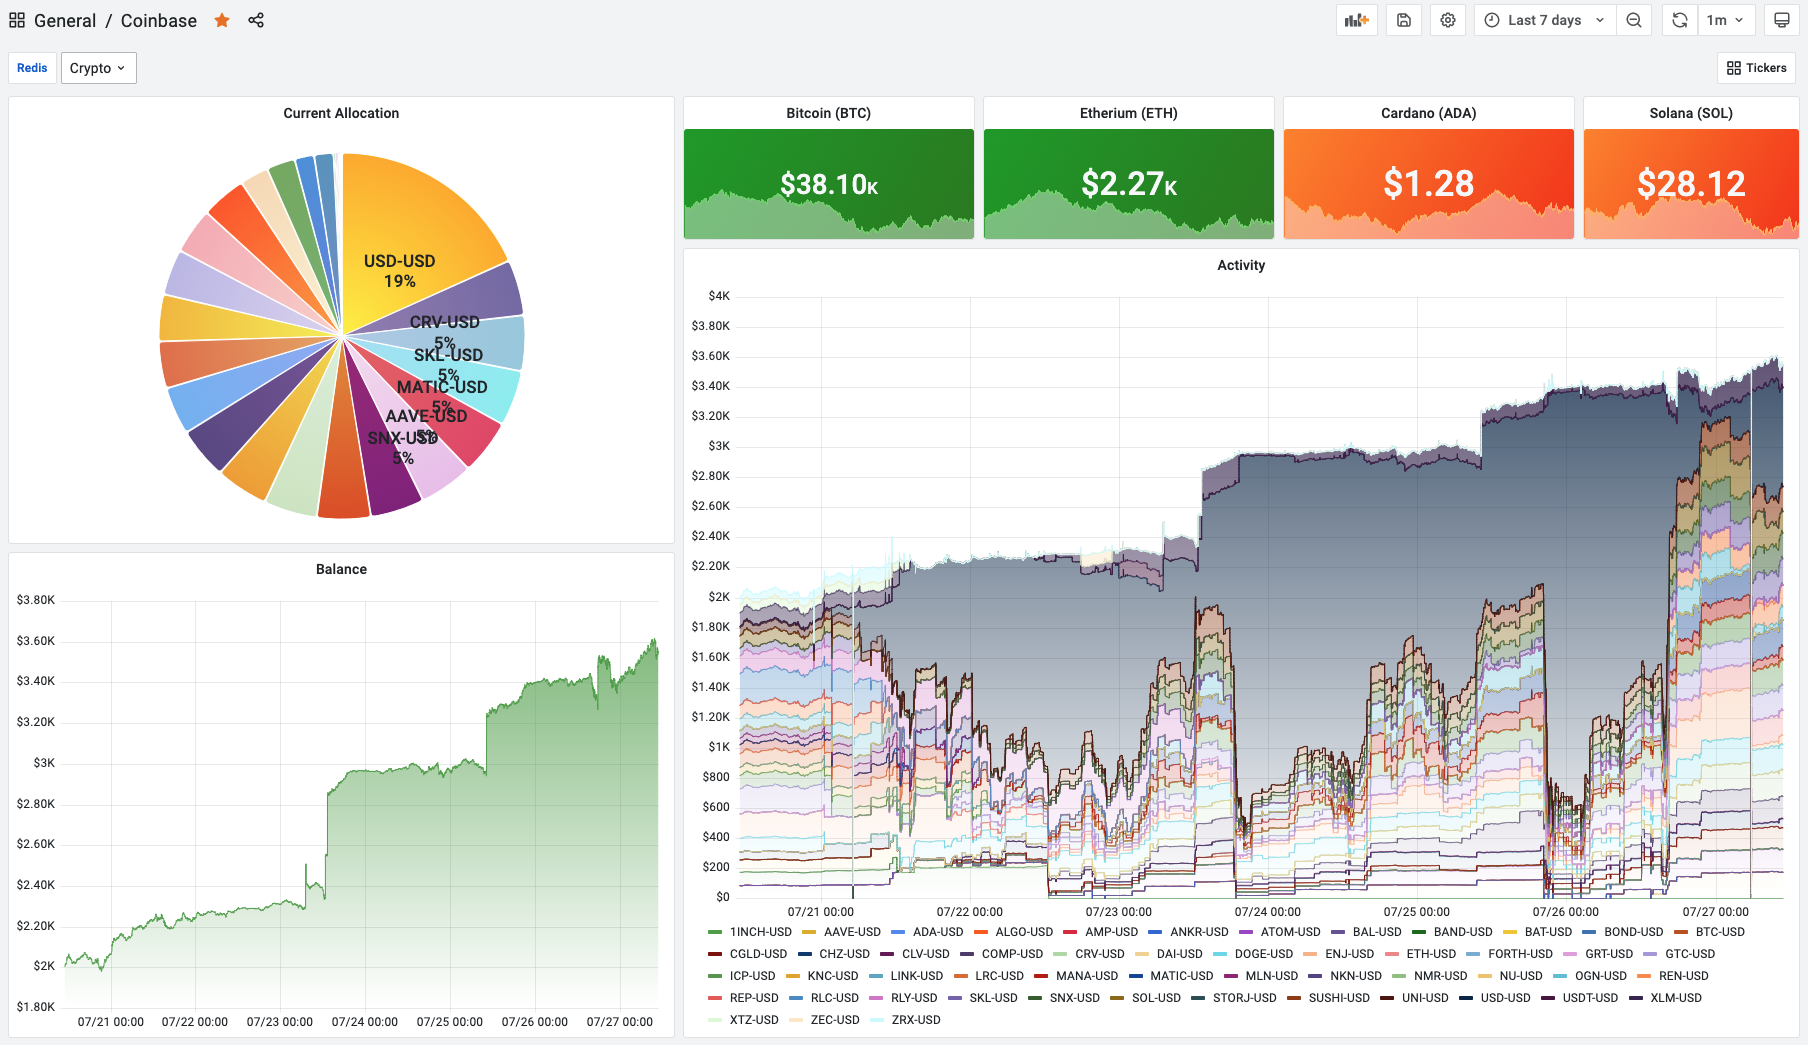 General / Coinbase
Last 7 days
1m
Redis
Crypto
Tickers
Current Allocation
USD-USD
19%
CRV-USD
5%
SKL-USD
5%
MATIC-USD
5%
AAVE-USD
5%
SNX-USD
5%
Bitcoin (BTC)
$38.10K
Etherium (ETH)
$2.27K
Cardano (ADA)
$1.28
Solana (SOL)
$28.12
Balance
$3.80K
$3.60K
$3.40K
$3.20K
$3K
$2.80K
$2.60K
$2.40K
$2.20K
$2K
$1.80K
07/21 00:00 07/22 00:00 07/23 00:00 07/24 00:00 07/25 00:00 07/26 00:00 07/27 00:00
Activity
$4K
$3.80K
$3.60K
$3.40K
$3.20K
$3K
$2.80K
$2.60K
$2.40K
$2.20K
$2K
$1.80K
$1.60K
$1.40K
$1.20K
$1K
$800
$600
$400
$200
$0
07/21 00:00 07/22 00:00 07/23 00:00 07/24 00:00 07/25 00:00 07/26 00:00 07/27 00:00
1INCH-USD AAVE-USD ADA-USD ALGO-USD AMP-USD ANKR-USD ATOM-USD BAL-USD BAND-USD BAT-USD BOND-USD BTC-USD
CGLD-USD CHZ-USD CLV-USD COMP-USD CRV-USD DAI-USD DOGE-USD ENJ-USD ETH-USD FORTH-USD GRT-USD GTC-USD
ICP-USD KNC-USD LINK-USD LRC-USD MANA-USD MATIC-USD MLN-USD NKN-USD NMR-USD NU-USD OGN-USD REN-USD
REP-USD RLC-USD RLY-USD SKL-USD SNX-USD SOL-USD STORJ-USD SUSHI-USD UNI-USD USD-USD USDT-USD XLM-USD
XTZ-USD ZEC-USD ZRX-USD